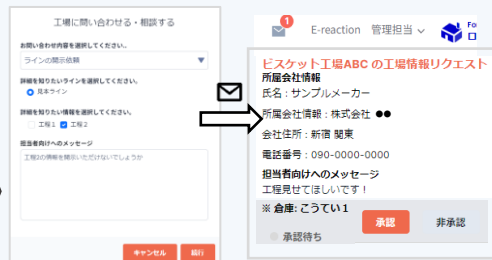 工場に問い合わせる・相談する
お問い合わせ内容を選択してください。
ラインの開示依頼
詳細を知りたいラインを選択してください。
見本ライン
詳細を知りたい情報を選択してください。
工程1 工程2
担当者向けへのメッセージ
工程2の情報を開示いただけないでしょうか
キャンセル 続行
1
E-reaction 管理担当
Fo
ビスケット工場ABC の工場情報リクエスト
所属会社情報
氏名：サンプルメーカー
所属会社情報：株式会社 ●●
会社住所：新宿 関東
電話番号：090-0000-0000
担当者向けへのメッセージ
工程見せてほしいです！
※ 倉庫: こうてい１
承認 非承認
承認待ち